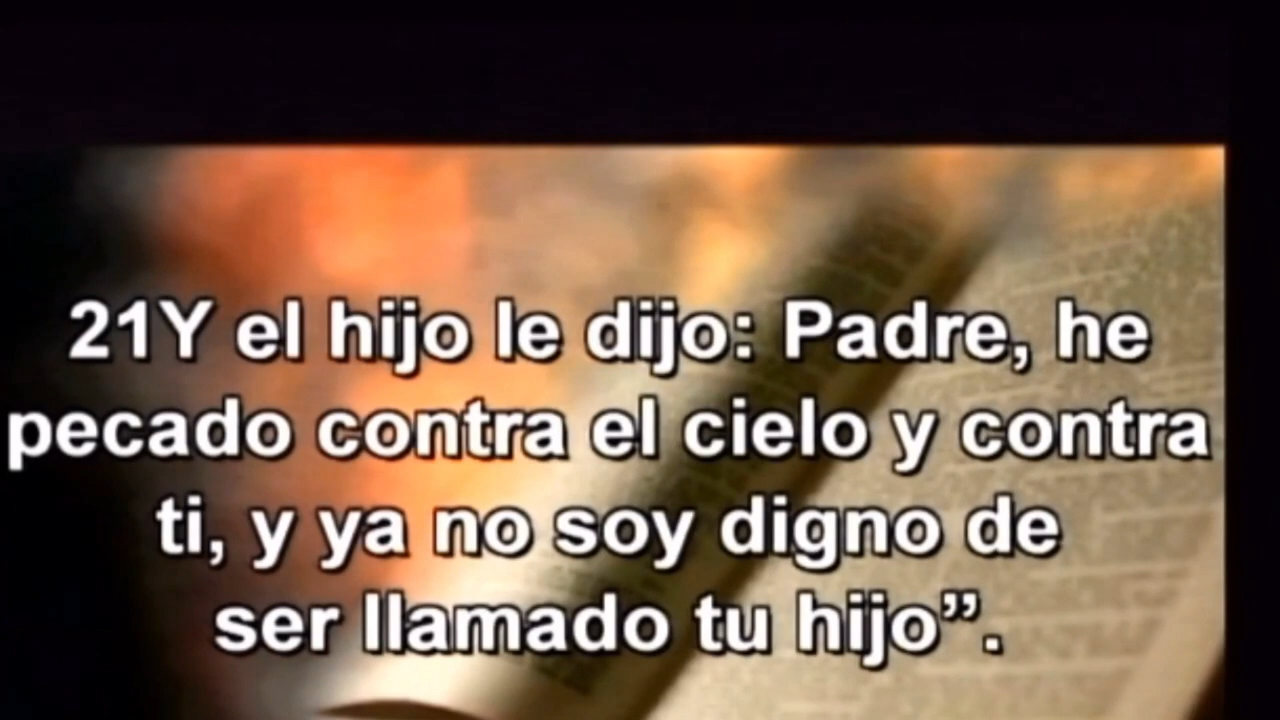 21Y el hijo le dijo: Padre, he
pecado contra el cielo y contra
ti, y ya no soy digno de
ser llamado tu hijo”.